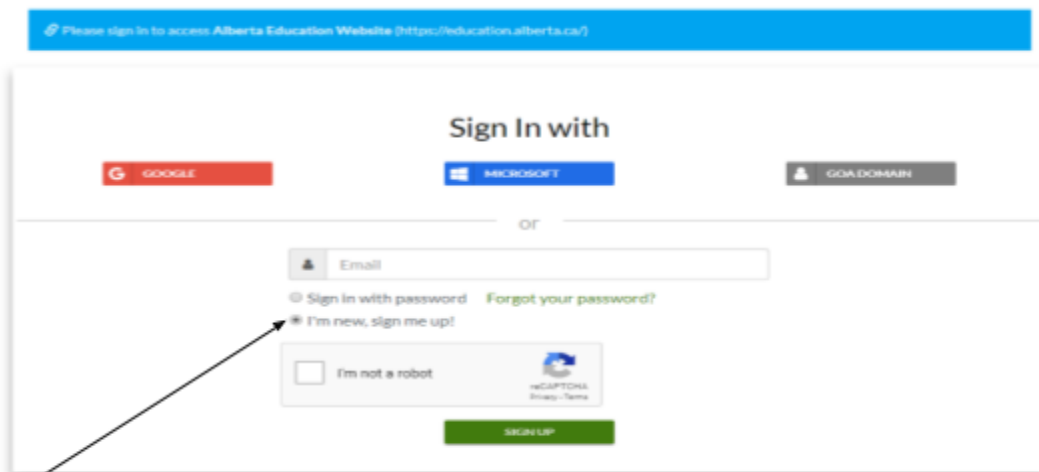 Please sign in to access Alberta Education Website (https://education.alberta.ca/)
Sign In with
GOOGLE
MICROSOFT
GOA DOMAIN
or
Email
Sign in with password Forgot your password?
I'm new, sign me up!
I'm not a robot
reCAPTCHA
Privacy - Terms
SIGN UP